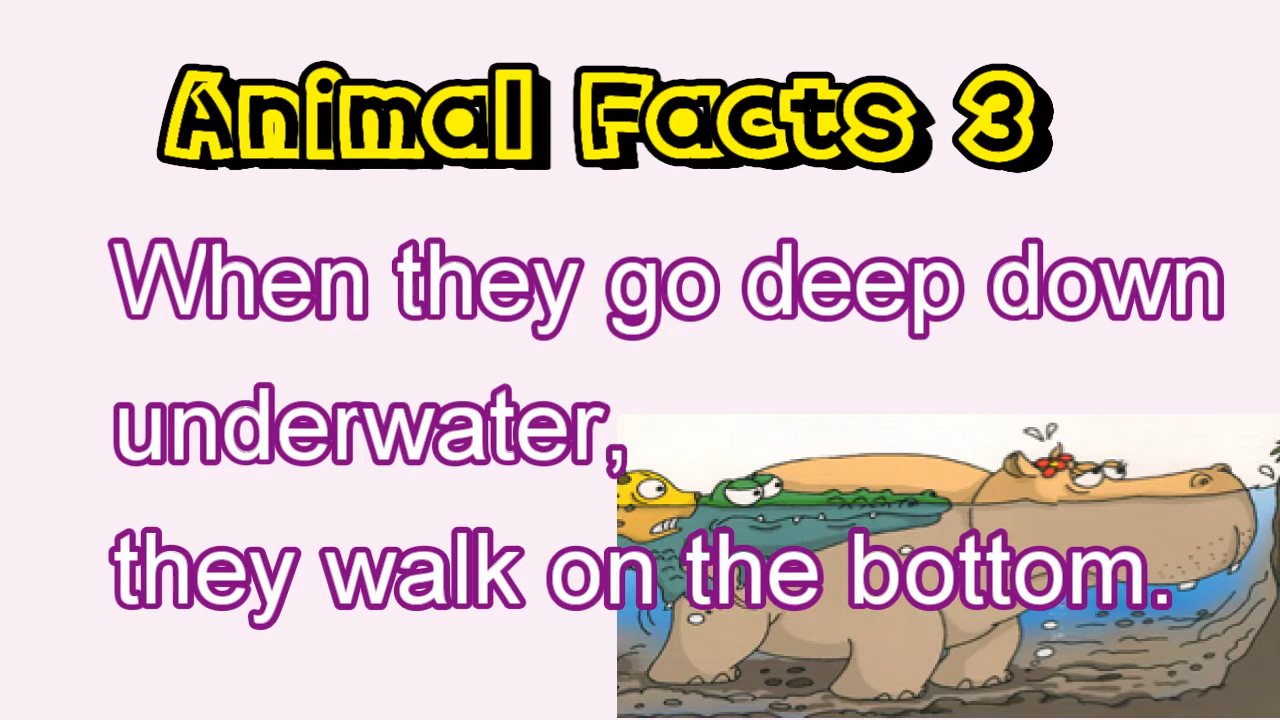 Animal Facts 3
When they go deep down
underwater,
they walk on the bottom.